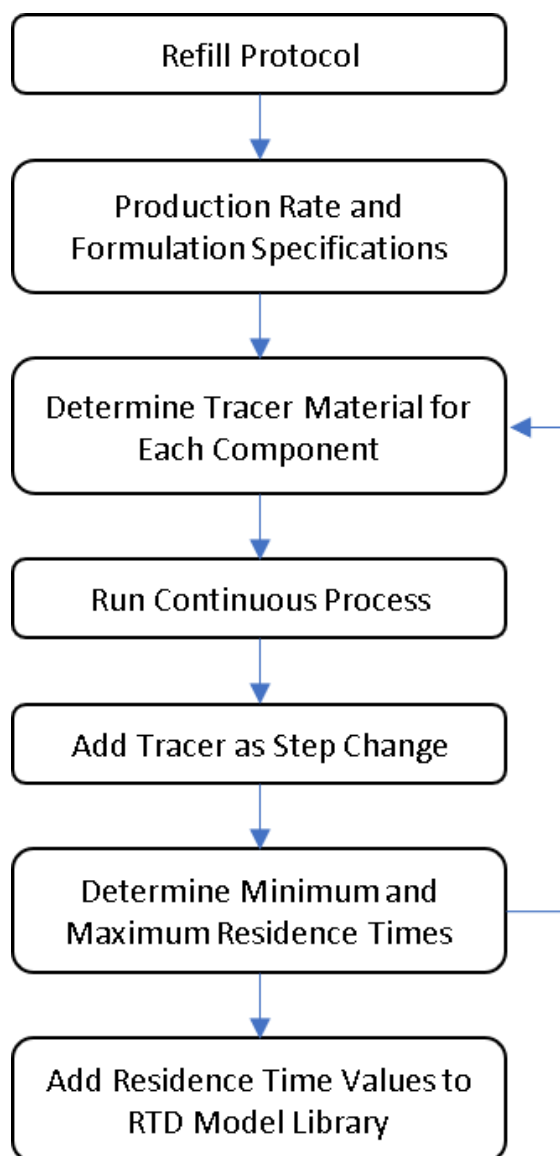 Refill Protocol
Production Rate and
Formulation Specifications
Determine Tracer Material for
Each Component
Run Continuous Process
Add Tracer as Step Change
Determine Minimum and
Maximum Residence Times
Add Residence Time Values to
RTD Model Library